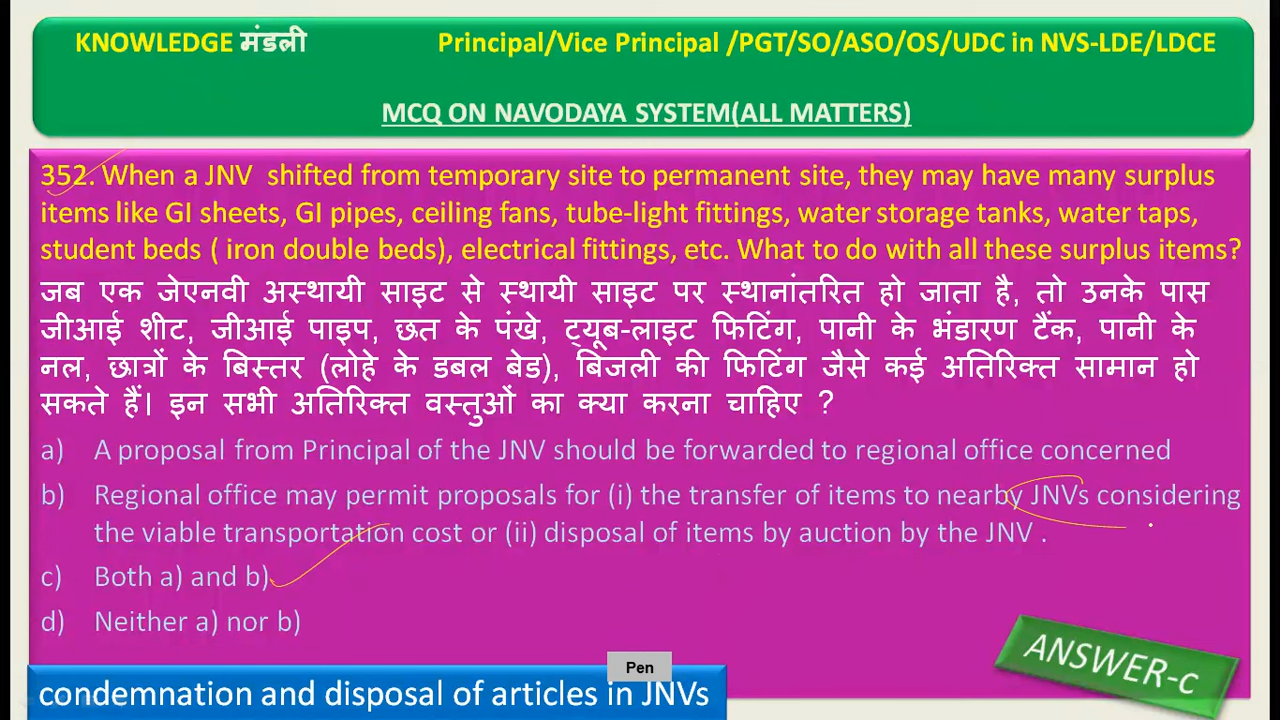 KNOWLEDGE मंडली Principal/Vice Principal /PGT/SO/ASO/OS/UDC in NVS-LDE/LDCE
MCQ ON NAVODAYA SYSTEM(ALL MATTERS)
352. When a JNV shifted from temporary site to permanent site, they may have many surplus
items like GI sheets, GI pipes, ceiling fans, tube-light fittings, water storage tanks, water taps,
student beds ( iron double beds), electrical fittings, etc. What to do with all these surplus items?
जब एक जेएनवी अस्थायी साइट से स्थायी साइट पर स्थानांतरित हो जाता है, तो उनके पास
जीआई शीट, जीआई पाइप, छत के पंखे, ट्यूब-लाइट फिटिंग, पानी के भंडारण टैंक, पानी के
नल, छात्रों के बिस्तर (लोहे के डबल बेड), बिजली की फिटिंग जैसे कई अतिरिक्त सामान हो
सकते हैं। इन सभी अतिरिक्त वस्तुओं का क्या करना चाहिए ?
a) A proposal from Principal of the JNV should be forwarded to regional office concerned
b) Regional office may permit proposals for (i) the transfer of items to nearby JNVs considering
the viable transportation cost or (ii) disposal of items by auction by the JNV .
c) Both a) and b)
d) Neither a) nor b)
ANSWER-c
Pen
condemnation and disposal of articles in JNVs